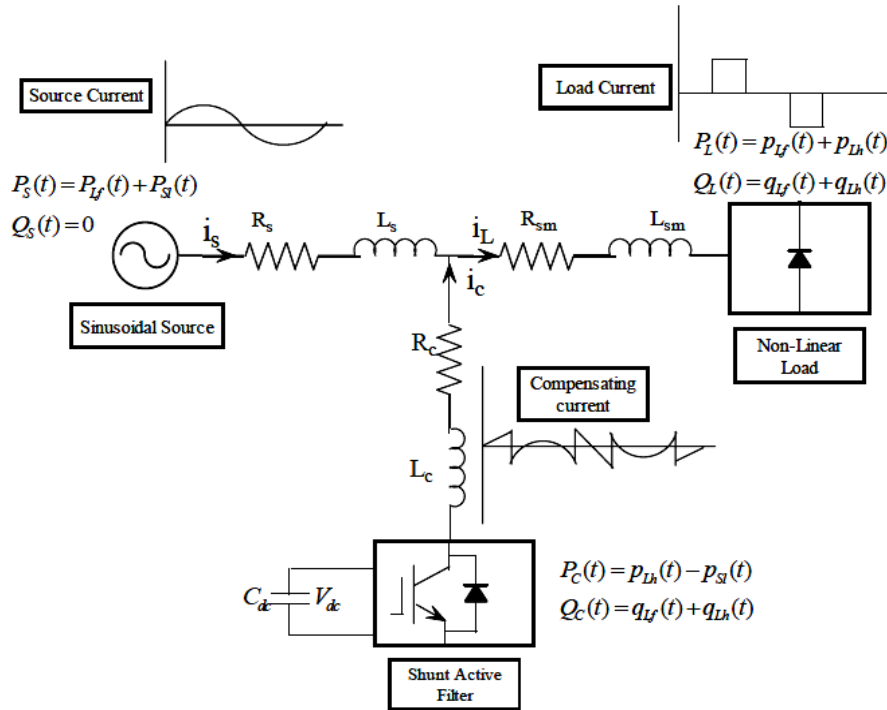 Source Current
Load Current
P_S(t)=P_Lf(t)+P_Sl(t)
Q_S(t)=0
P_L(t)=p_Lf(t)+p_Lh(t)
Q_L(t)=q_Lf(t)+q_Lh(t)
i_s
R_s
L_s
i_L
R_sm
L_sm
i_c
Sinusoidal Source
Non-Linear
Load
R_c
Compensating
current
L_c
C_dc
V_dc
P_C(t)=p_Lh(t)-p_Sl(t)
Q_C(t)=q_Lf(t)+q_Lh(t)
Shunt Active
Filter